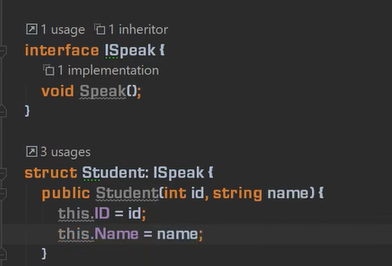 1 usage 1 inheritor
interface ISpeak {
1 implementation
void Speak();
}
3 usages
struct Student: ISpeak {
public Student(int id, string name) {
this.ID = id;
this.Name = name;
}